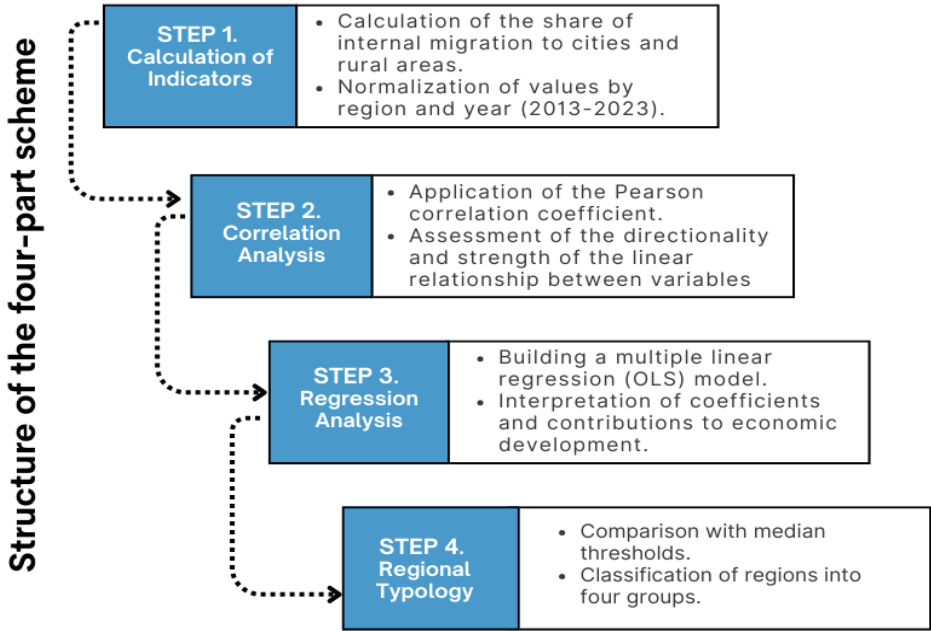 Structure of the four-part scheme
STEP 1.
Calculation of
Indicators
• Calculation of the share of
internal migration to cities and
rural areas.
• Normalization of values by
region and year (2013-2023).
STEP 2.
Correlation
Analysis
• Application of the Pearson
correlation coefficient.
• Assessment of the directionality
and strength of the linear
relationship between variables
STEP 3.
Regression
Analysis
• Building a multiple linear
regression (OLS) model.
• Interpretation of coefficients
and contributions to economic
development.
STEP 4.
Regional
Typology
• Comparison with median
thresholds.
• Classification of regions into
four groups.